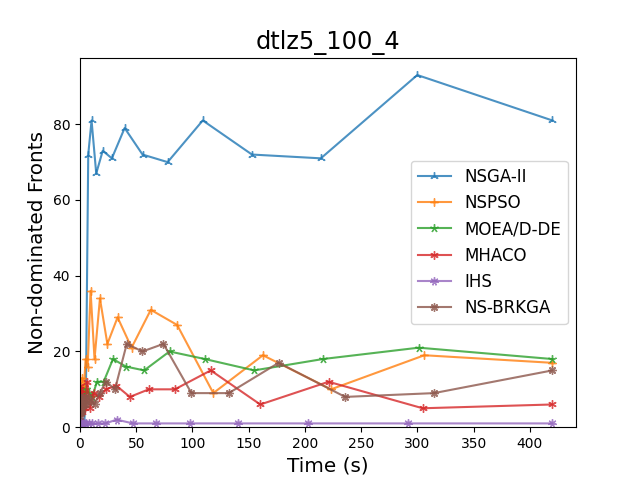 dtlz5_100_4
Non-dominated Fronts
80
60
40
20
0
NSGA-II
NSPSO
MOEA/D-DE
MHACO
IHS
NS-BRKGA
0 50 100 150 200 250 300 350 400
Time (s)